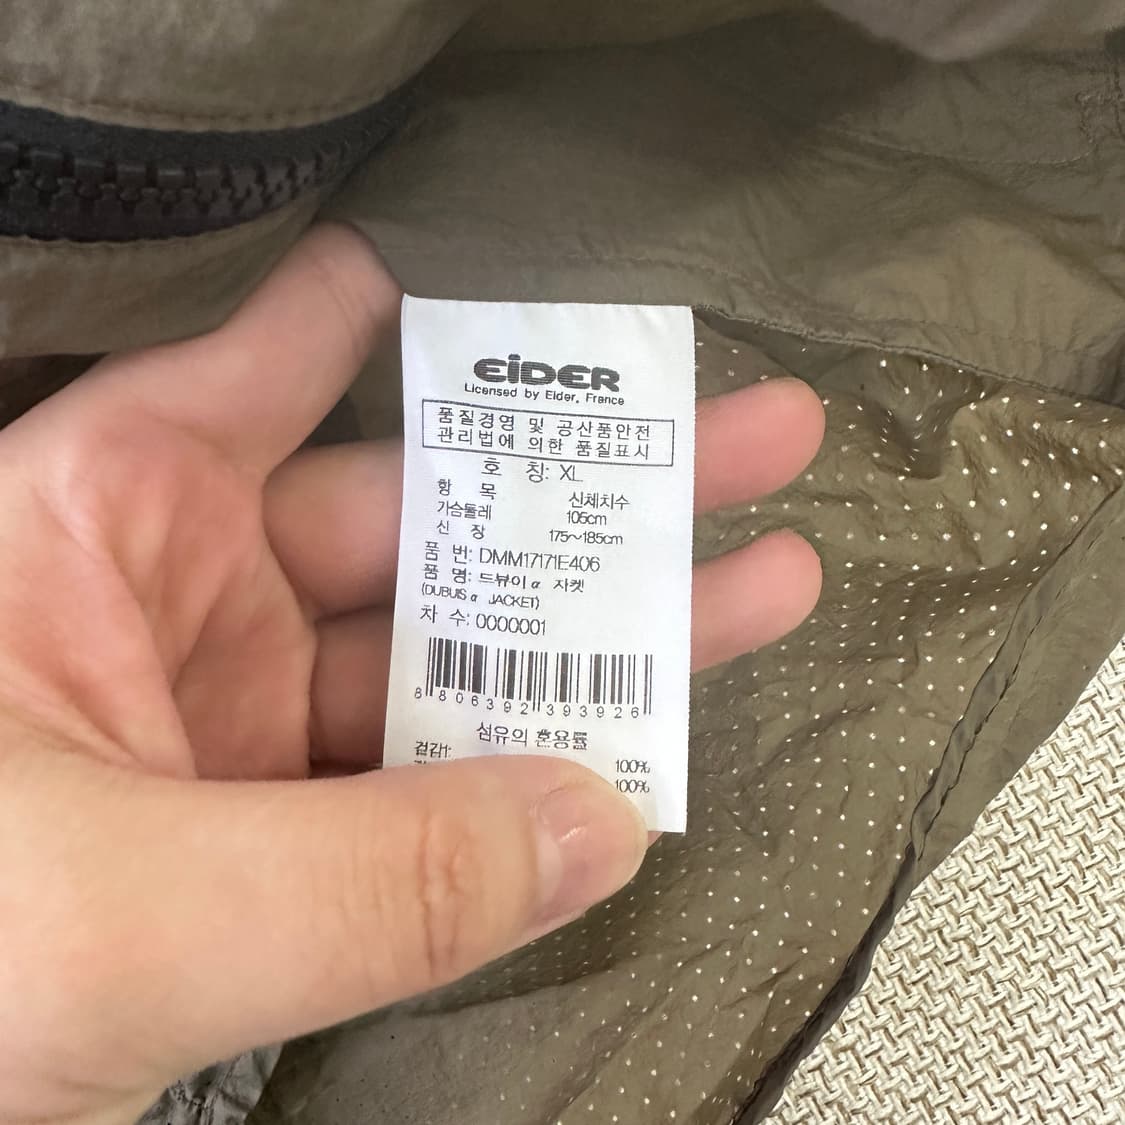 EiDER
Licensed by Eider, France
품질경영 및 공산품안전
관리법에 의한 품질표시
호 칭: XL
항 목 신체치수
가슴둘레 105cm
신 장 175~185cm
품 번: DMM17171E406
품 명: 드뷰이 α 자켓
(DUBUIS α JACKET)
차 수: 0000001
8 806392 393926
섬유의 혼용률
겉감1: 100%
100%